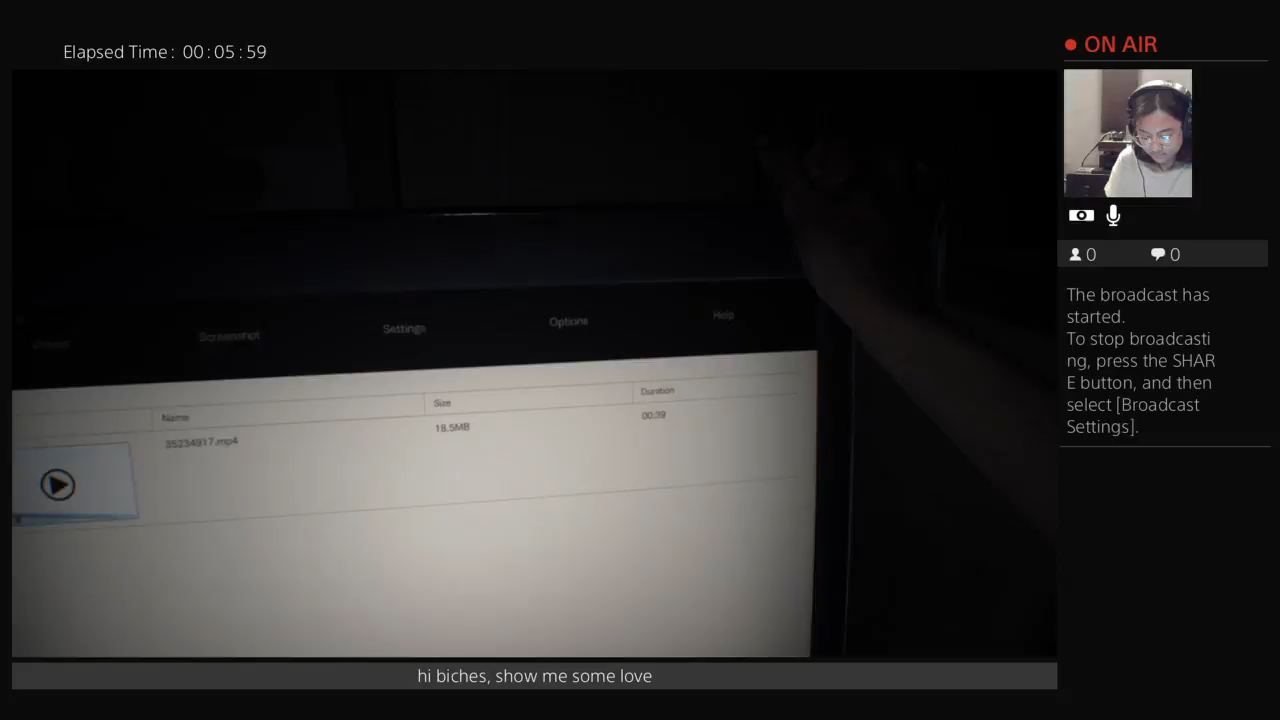 Elapsed Time: 00:05:59
ON AIR
0 0
The broadcast has
started.
To stop broadcasti
ng, press the SHAR
E button, and then
select [Broadcast
Settings].
Videos Screenshot Settings Options Help
Name Size Duration
35234917.mp4 18.5MB 00:39
hi biches, show me some love